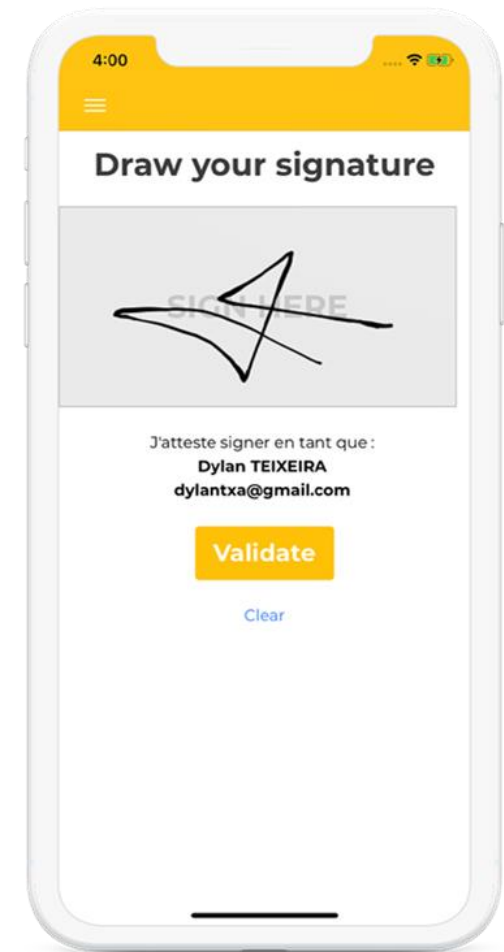 4:00
Draw your signature
SIGN HERE
J'atteste signer en tant que :
Dylan TEIXEIRA
dylantxa@gmail.com
Validate
Clear